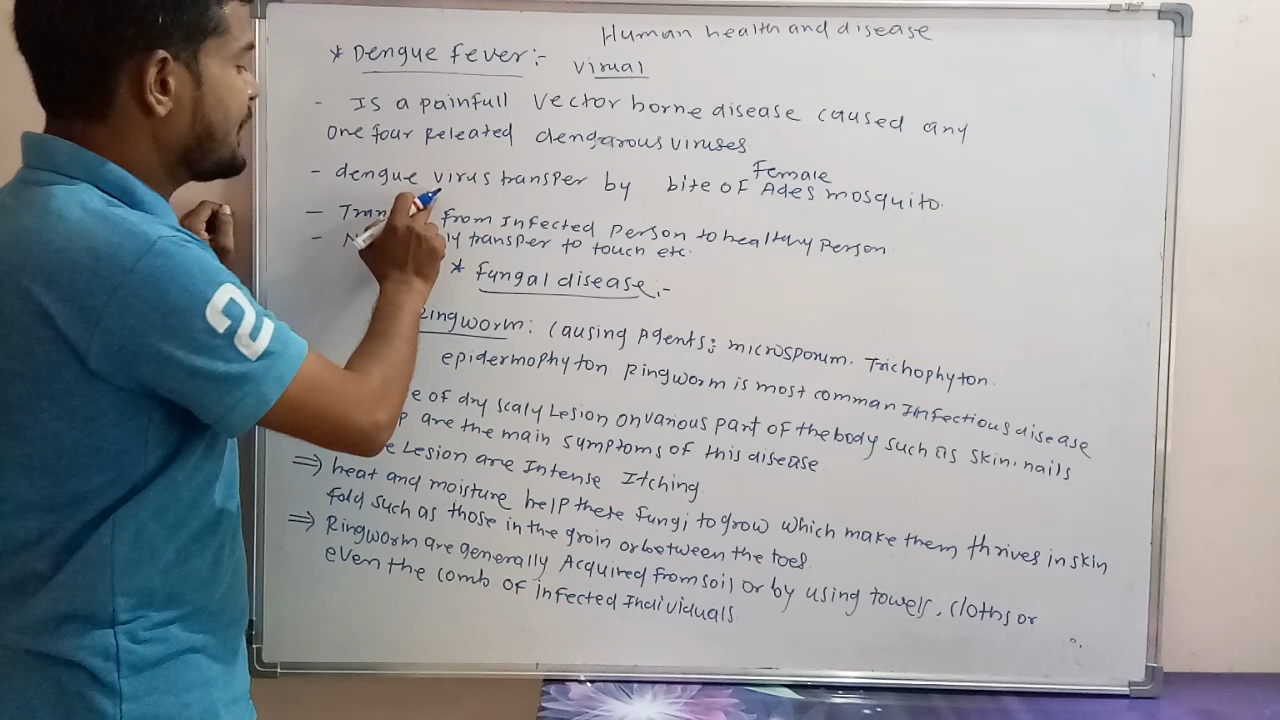 Human health and disease
* Dengue fever:- viral
- Is a painfull vector borne disease caused any
one four releated dengarous viruses
- dengue virus transper by bite of Female Ades mosquito.
- from infected person to healthy person
- transper to touch etc.
* Fungal disease:-
Ringworm: Causing Agents: microsporum. Trichophyton.
epidermophyton Ringworm is most comman Infectious disease
of dry scaly Lesion on various part of the body such as skin, nails
are the main symptoms of this disease
Lesion are Intense Itching
⇒ heat and moisture help these fungi to grow which make them thrives in skin
fold such as those in the groin or between the toes.
⇒ Ringworm are generally Acquired from soil or by using towels, cloths or
even the comb of infected Individuals
2